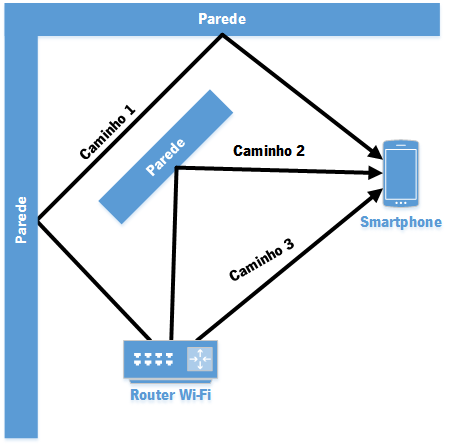 Parede
Caminho 1
Parede
Caminho 2
Parede
Smartphone
Caminho 3
Router Wi-Fi